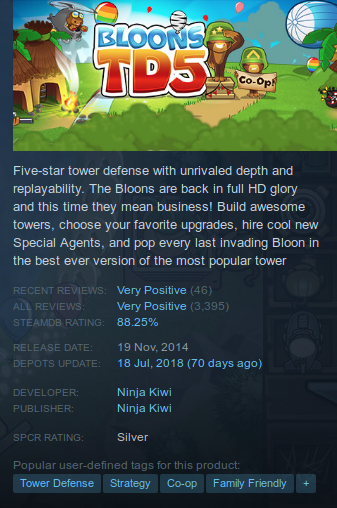 BLOONS
TD5
Co-Op!
Five-star tower defense with unrivaled depth and
replayability. The Bloons are back in full HD glory
and this time they mean business! Build awesome
towers, choose your favorite upgrades, hire cool new
Special Agents, and pop every last invading Bloon in
the best ever version of the most popular tower
RECENT REVIEWS: Very Positive (46)
ALL REVIEWS: Very Positive (3,395)
STEAMDB RATING: 88.25%
RELEASE DATE: 19 Nov, 2014
DEPOTS UPDATE: 18 Jul, 2018 (70 days ago)
DEVELOPER: Ninja Kiwi
PUBLISHER: Ninja Kiwi
SPCR RATING: Silver
Popular user-defined tags for this product:
Tower Defense Strategy Co-op Family Friendly +